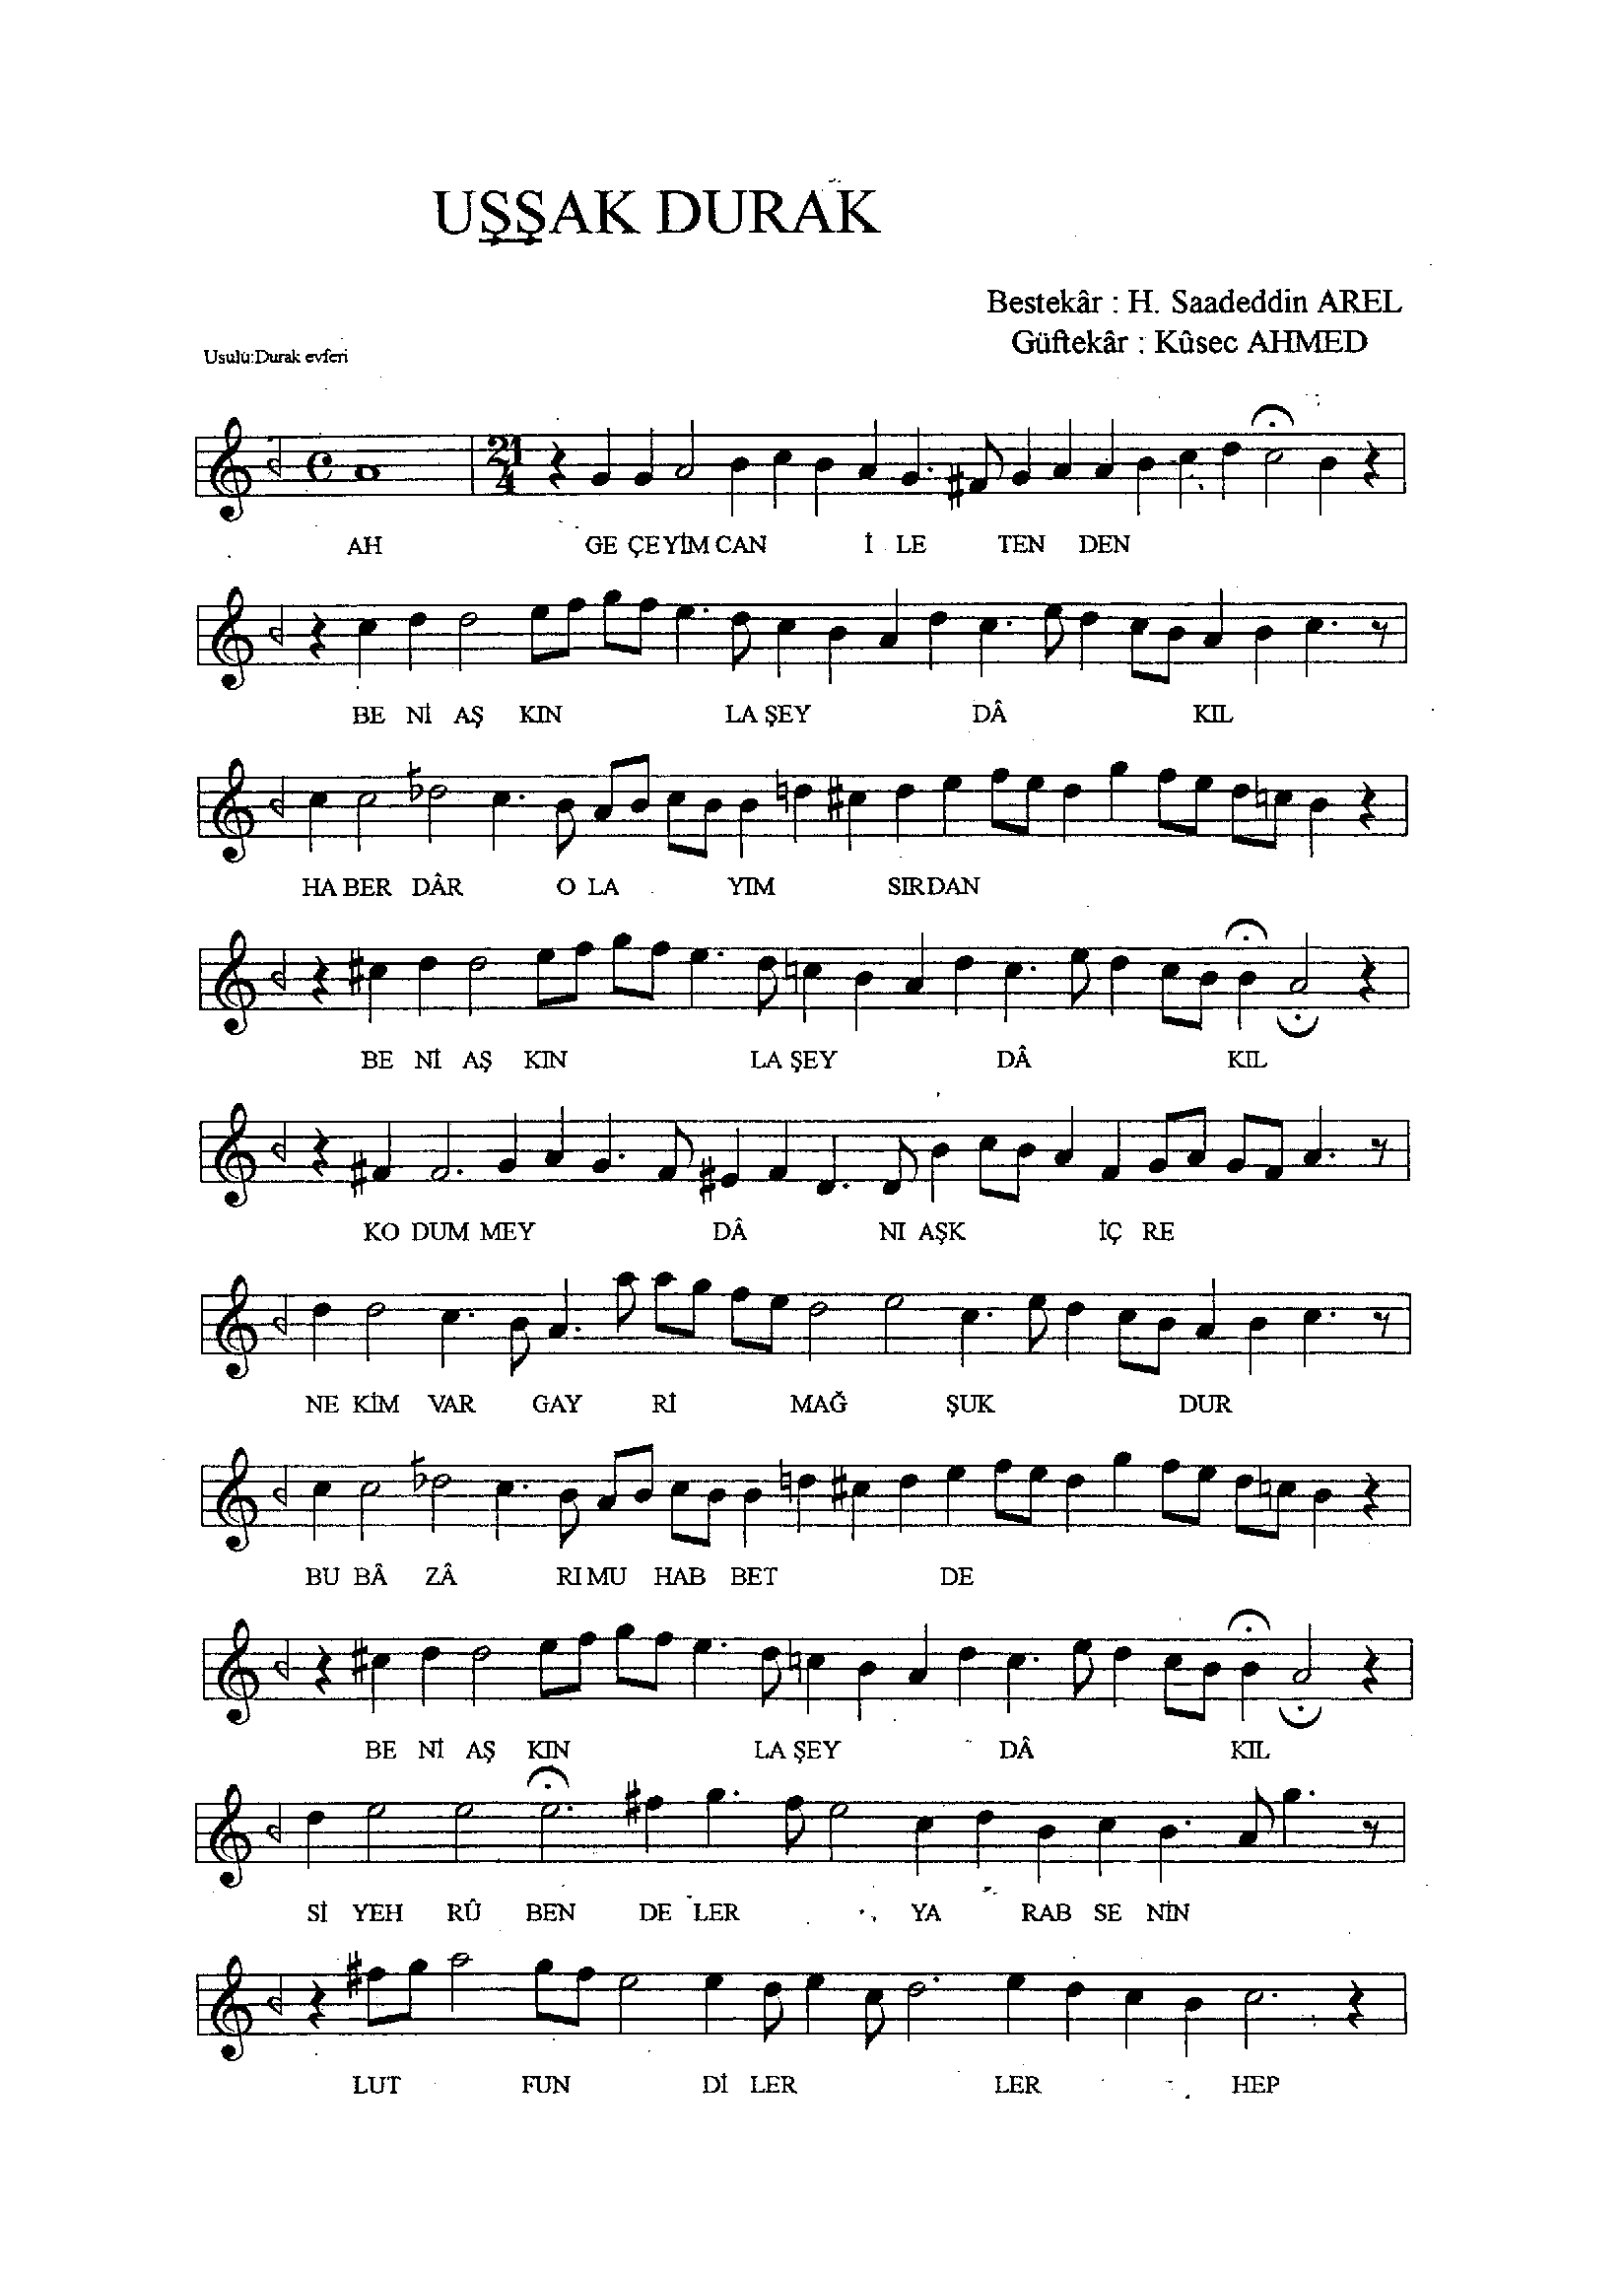 UŞŞAK DURAK
Bestekâr : H. Saadeddin AREL
Güftekâr : Kûsec AHMED
Usulü:Durak evferi
21
4
AH GE ÇE YİM CAN İ LE TEN DEN
BE Nİ AŞ KIN LA ŞEY DÂ KIL
HA BER DÂR O LA YIM SIR DAN
BE Nİ AŞ KIN LA ŞEY DÂ KIL
KO DUM MEY DÂ NI AŞK İÇ RE
NE KİM VAR GAY Rİ MAĞ ŞUK DUR
BU BÂ ZÂ RI MU HAB BET DE
BE Nİ AŞ KIN LA ŞEY DÂ KIL
Sİ YEH RÛ BEN DE LER YA RAB SE NİN
LUT FUN Dİ LER LER HEP